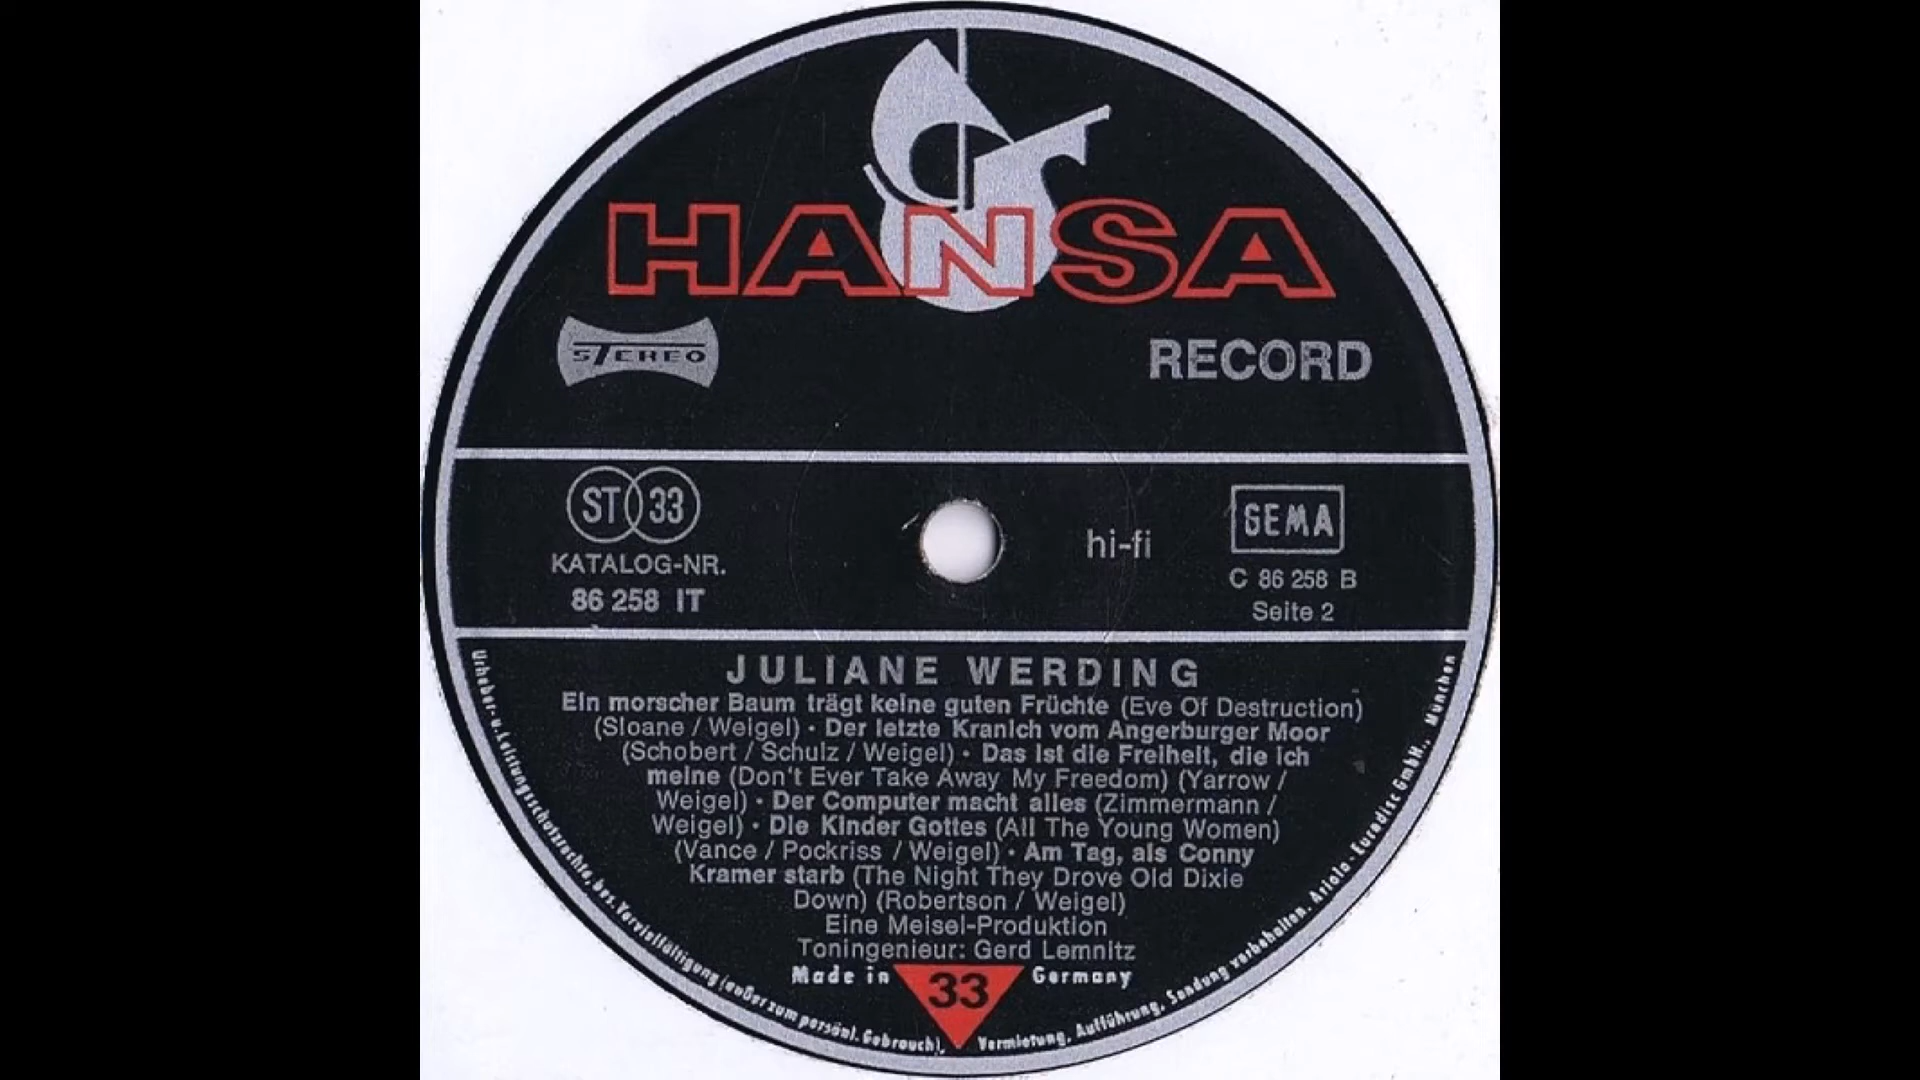 HANSA
STEREO
RECORD
ST 33
KATALOG-NR.
86 258 IT
hi-fi
GEMA
C 86 258 B
Seite 2
JULIANE WERDING
Ein morscher Baum trägt keine guten Früchte (Eve Of Destruction)
(Sloane / Weigel) · Der letzte Kranich vom Angerburger Moor
(Schobert / Schulz / Weigel) · Das ist die Freiheit, die ich
meine (Don't Ever Take Away My Freedom) (Yarrow /
Weigel) · Der Computer macht alles (Zimmermann /
Weigel) · Die Kinder Gottes (All The Young Women)
(Vance / Pockriss / Weigel) · Am Tag, als Conny
Kramer starb (The Night They Drove Old Dixie
Down) (Robertson / Weigel)
Eine Meisel-Produktion
Toningenieur: Gerd Lemnitz
Made in 33 Germany
Urheber- u. Leistungsschutzrechte, bes. Vervielfältigung (außer zum persönl. Gebrauch), Vermietung, Aufführung, Sendung vorbehalten. Ariola-Eurodisc GmbH., München